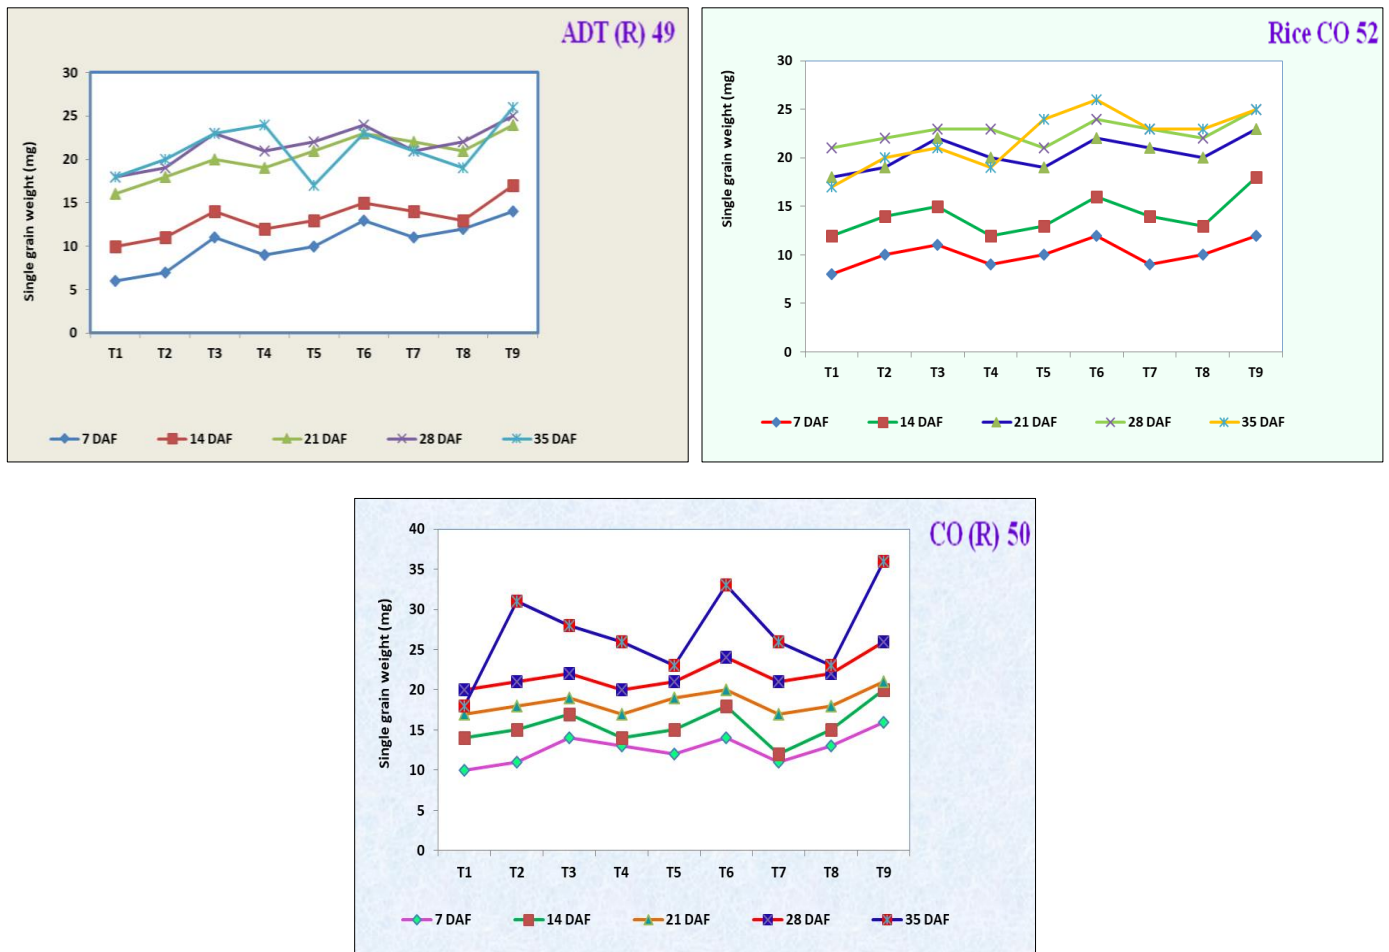 ADT (R) 49
Single grain weight (mg)
30
25
20
15
10
5
0
T1 T2 T3 T4 T5 T6 T7 T8 T9
7 DAF 14 DAF 21 DAF 28 DAF 35 DAF
Rice CO 52
Single grain weight (mg)
30
25
20
15
10
5
0
T1 T2 T3 T4 T5 T6 T7 T8 T9
7 DAF 14 DAF 21 DAF 28 DAF 35 DAF
CO (R) 50
Single grain weight (mg)
40
35
30
25
20
15
10
5
0
T1 T2 T3 T4 T5 T6 T7 T8 T9
7 DAF 14 DAF 21 DAF 28 DAF 35 DAF